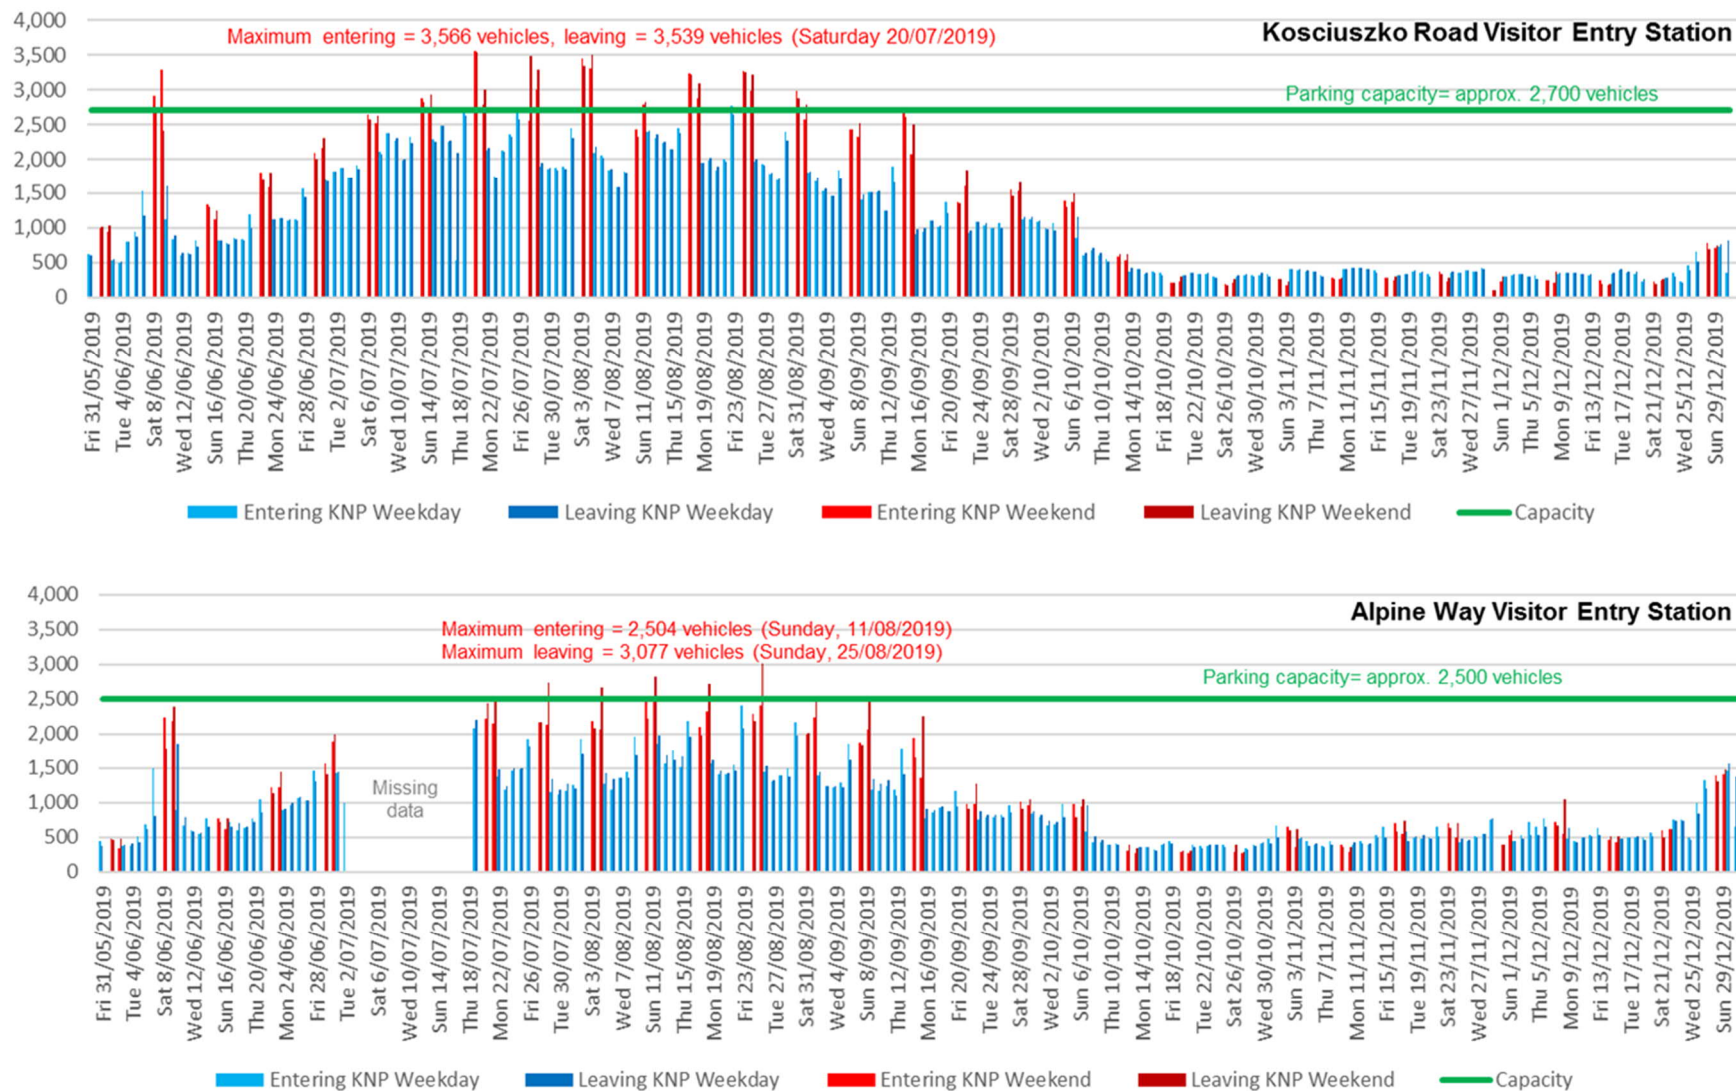 Kosciuszko Road Visitor Entry Station
Maximum entering = 3,566 vehicles, leaving = 3,539 vehicles (Saturday 20/07/2019)
Parking capacity= approx. 2,700 vehicles
4,000
3,500
3,000
2,500
2,000
1,500
1,000
500
0
Fri 31/05/2019
Tue 4/06/2019
Sat 8/06/2019
Wed 12/06/2019
Sun 16/06/2019
Thu 20/06/2019
Mon 24/06/2019
Fri 28/06/2019
Tue 2/07/2019
Sat 6/07/2019
Wed 10/07/2019
Sun 14/07/2019
Thu 18/07/2019
Mon 22/07/2019
Fri 26/07/2019
Tue 30/07/2019
Sat 3/08/2019
Wed 7/08/2019
Sun 11/08/2019
Thu 15/08/2019
Mon 19/08/2019
Fri 23/08/2019
Tue 27/08/2019
Sat 31/08/2019
Wed 4/09/2019
Sun 8/09/2019
Thu 12/09/2019
Mon 16/09/2019
Fri 20/09/2019
Tue 24/09/2019
Sat 28/09/2019
Wed 2/10/2019
Sun 6/10/2019
Thu 10/10/2019
Mon 14/10/2019
Fri 18/10/2019
Tue 22/10/2019
Sat 26/10/2019
Wed 30/10/2019
Sun 3/11/2019
Thu 7/11/2019
Mon 11/11/2019
Fri 15/11/2019
Tue 19/11/2019
Sat 23/11/2019
Wed 27/11/2019
Sun 1/12/2019
Thu 5/12/2019
Mon 9/12/2019
Fri 13/12/2019
Tue 17/12/2019
Sat 21/12/2019
Wed 25/12/2019
Sun 29/12/2019
Entering KNP Weekday Leaving KNP Weekday Entering KNP Weekend Leaving KNP Weekend Capacity
Alpine Way Visitor Entry Station
Maximum entering = 2,504 vehicles (Sunday, 11/08/2019)
Maximum leaving = 3,077 vehicles (Sunday, 25/08/2019)
Parking capacity= approx. 2,500 vehicles
Missing
data
4,000
3,500
3,000
2,500
2,000
1,500
1,000
500
0
Fri 31/05/2019
Tue 4/06/2019
Sat 8/06/2019
Wed 12/06/2019
Sun 16/06/2019
Thu 20/06/2019
Mon 24/06/2019
Fri 28/06/2019
Tue 2/07/2019
Sat 6/07/2019
Wed 10/07/2019
Sun 14/07/2019
Thu 18/07/2019
Mon 22/07/2019
Fri 26/07/2019
Tue 30/07/2019
Sat 3/08/2019
Wed 7/08/2019
Sun 11/08/2019
Thu 15/08/2019
Mon 19/08/2019
Fri 23/08/2019
Tue 27/08/2019
Sat 31/08/2019
Wed 4/09/2019
Sun 8/09/2019
Thu 12/09/2019
Mon 16/09/2019
Fri 20/09/2019
Tue 24/09/2019
Sat 28/09/2019
Wed 2/10/2019
Sun 6/10/2019
Thu 10/10/2019
Mon 14/10/2019
Fri 18/10/2019
Tue 22/10/2019
Sat 26/10/2019
Wed 30/10/2019
Sun 3/11/2019
Thu 7/11/2019
Mon 11/11/2019
Fri 15/11/2019
Tue 19/11/2019
Sat 23/11/2019
Wed 27/11/2019
Sun 1/12/2019
Thu 5/12/2019
Mon 9/12/2019
Fri 13/12/2019
Tue 17/12/2019
Sat 21/12/2019
Wed 25/12/2019
Sun 29/12/2019
Entering KNP Weekday Leaving KNP Weekday Entering KNP Weekend Leaving KNP Weekend Capacity